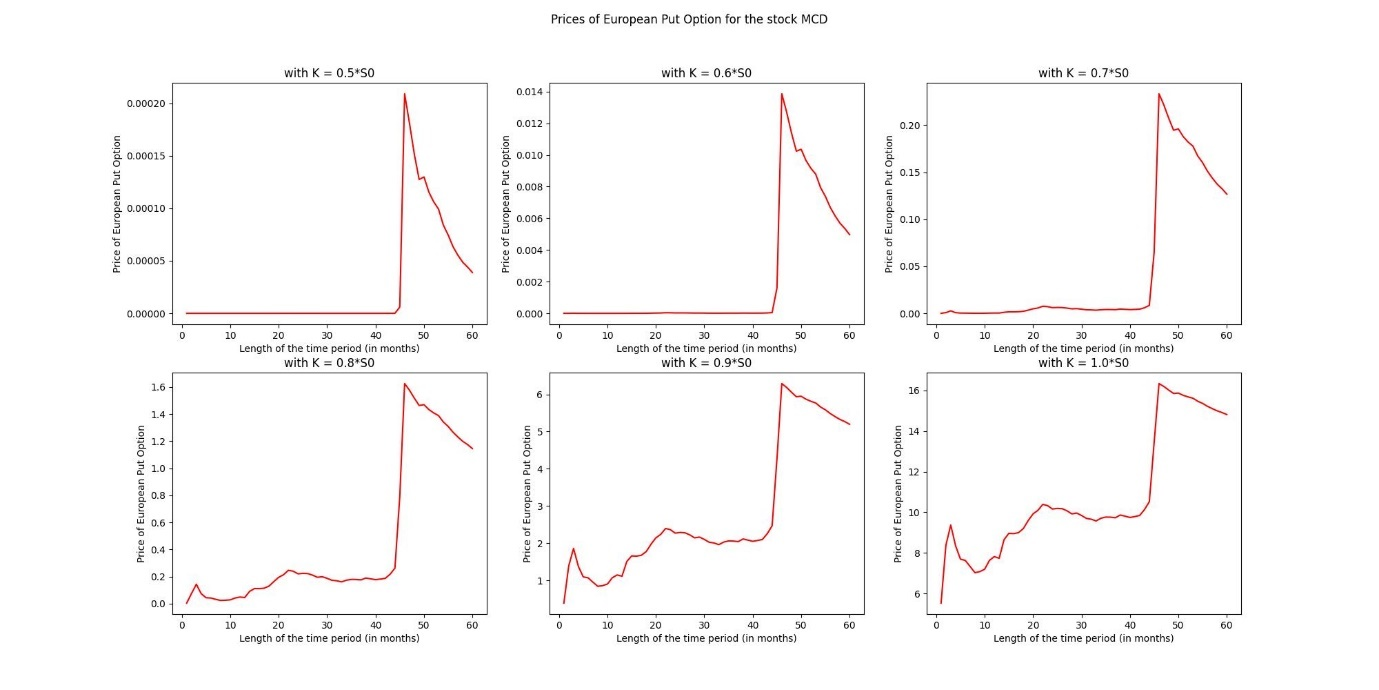 Prices of European Put Option for the stock MCD
with K = 0.5*S0
Price of European Put Option
0.00020
0.00015
0.00010
0.00005
0.00000
0 10 20 30 40 50 60
Length of the time period (in months)
with K = 0.6*S0
Price of European Put Option
0.014
0.012
0.010
0.008
0.006
0.004
0.002
0.000
0 10 20 30 40 50 60
Length of the time period (in months)
with K = 0.7*S0
Price of European Put Option
0.20
0.15
0.10
0.05
0.00
0 10 20 30 40 50 60
Length of the time period (in months)
with K = 0.8*S0
Price of European Put Option
1.6
1.4
1.2
1.0
0.8
0.6
0.4
0.2
0.0
0 10 20 30 40 50 60
Length of the time period (in months)
with K = 0.9*S0
Price of European Put Option
6
5
4
3
2
1
0 10 20 30 40 50 60
Length of the time period (in months)
with K = 1.0*S0
Price of European Put Option
16
14
12
10
8
6
0 10 20 30 40 50 60
Length of the time period (in months)